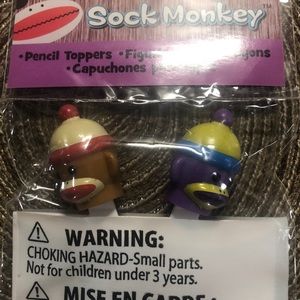 Sock Monkey™
• Pencil Toppers • Figu
• Capuchones p
WARNING:
CHOKING HAZARD-Small parts.
Not for children under 3 years.
MISE EN GARDE :